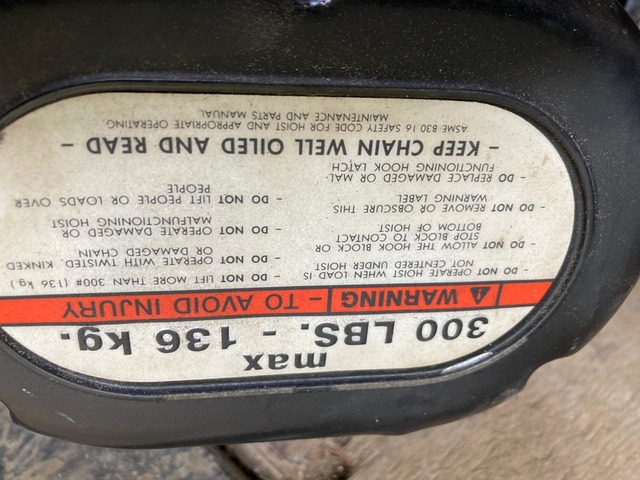 max
300 LBS. - 136 kg.
⚠ WARNING - TO AVOID INJURY
- DO NOT OPERATE HOIST WHEN LOAD IS
NOT CENTERED UNDER HOIST
- DO NOT ALLOW THE HOOK BLOCK OR
STOP BLOCK TO CONTACT
BOTTOM OF HOIST
- DO NOT REMOVE OR OBSCURE THIS
WARNING LABEL
- DO REPLACE DAMAGED OR MAL-
FUNCTIONING HOOK LATCH
- DO NOT LIFT MORE THAN 300# (136 kg.)
- DO NOT OPERATE WITH TWISTED, KINKED
OR DAMAGED CHAIN
- DO NOT OPERATE DAMAGED OR
MALFUNCTIONING HOIST
- DO NOT LIFT PEOPLE OR LOADS OVER
PEOPLE
- KEEP CHAIN WELL OILED AND READ -
ASME B30 16 SAFETY CODE FOR HOIST AND APPROPRIATE OPERATING,
MAINTENANCE AND PARTS MANUAL